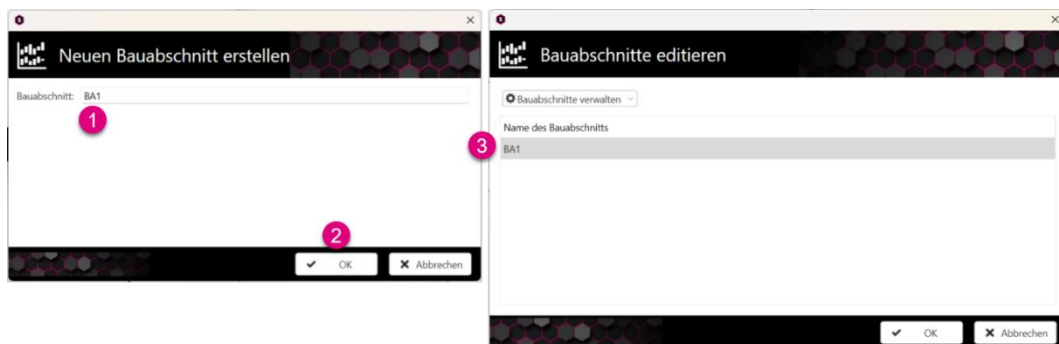 Neuen Bauabschnitt erstellen
Bauabschnitt: BA1
1
2
OK
Abbrechen
Bauabschnitte editieren
Bauabschnitte verwalten
Name des Bauabschnitts
3
BA1
OK
Abbrechen